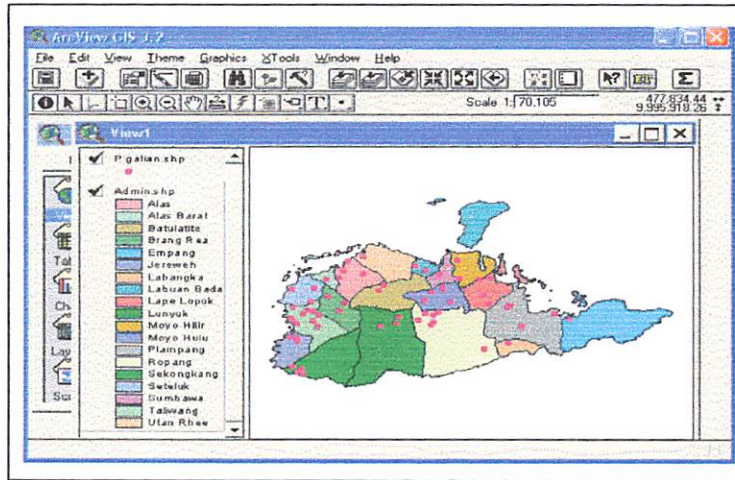 ArcView GIS 3.2
File Edit View Theme Graphics XTools Window Help
Scale 1: 70,105
477,834.44
9,995,918.26
View1
P galian.shp
Admin.shp
Alas
Alas Barat
Batulatite
Brang Rea
Empang
Jereweh
Labangka
Labuan Bada
Lape Lopok
Lunyuk
Moyo Hilir
Moyo Hulu
Plampang
Ropang
Sekongkang
Seteluk
Sumbawa
Taliwang
Utan Rhee